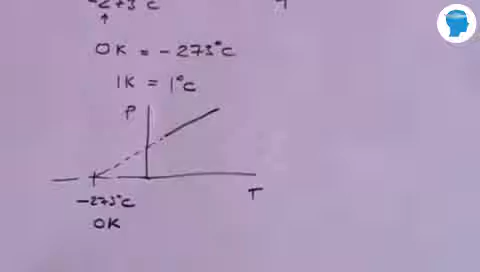 0K = -273°C
1K = 1°C
P
T
-273°C
0K